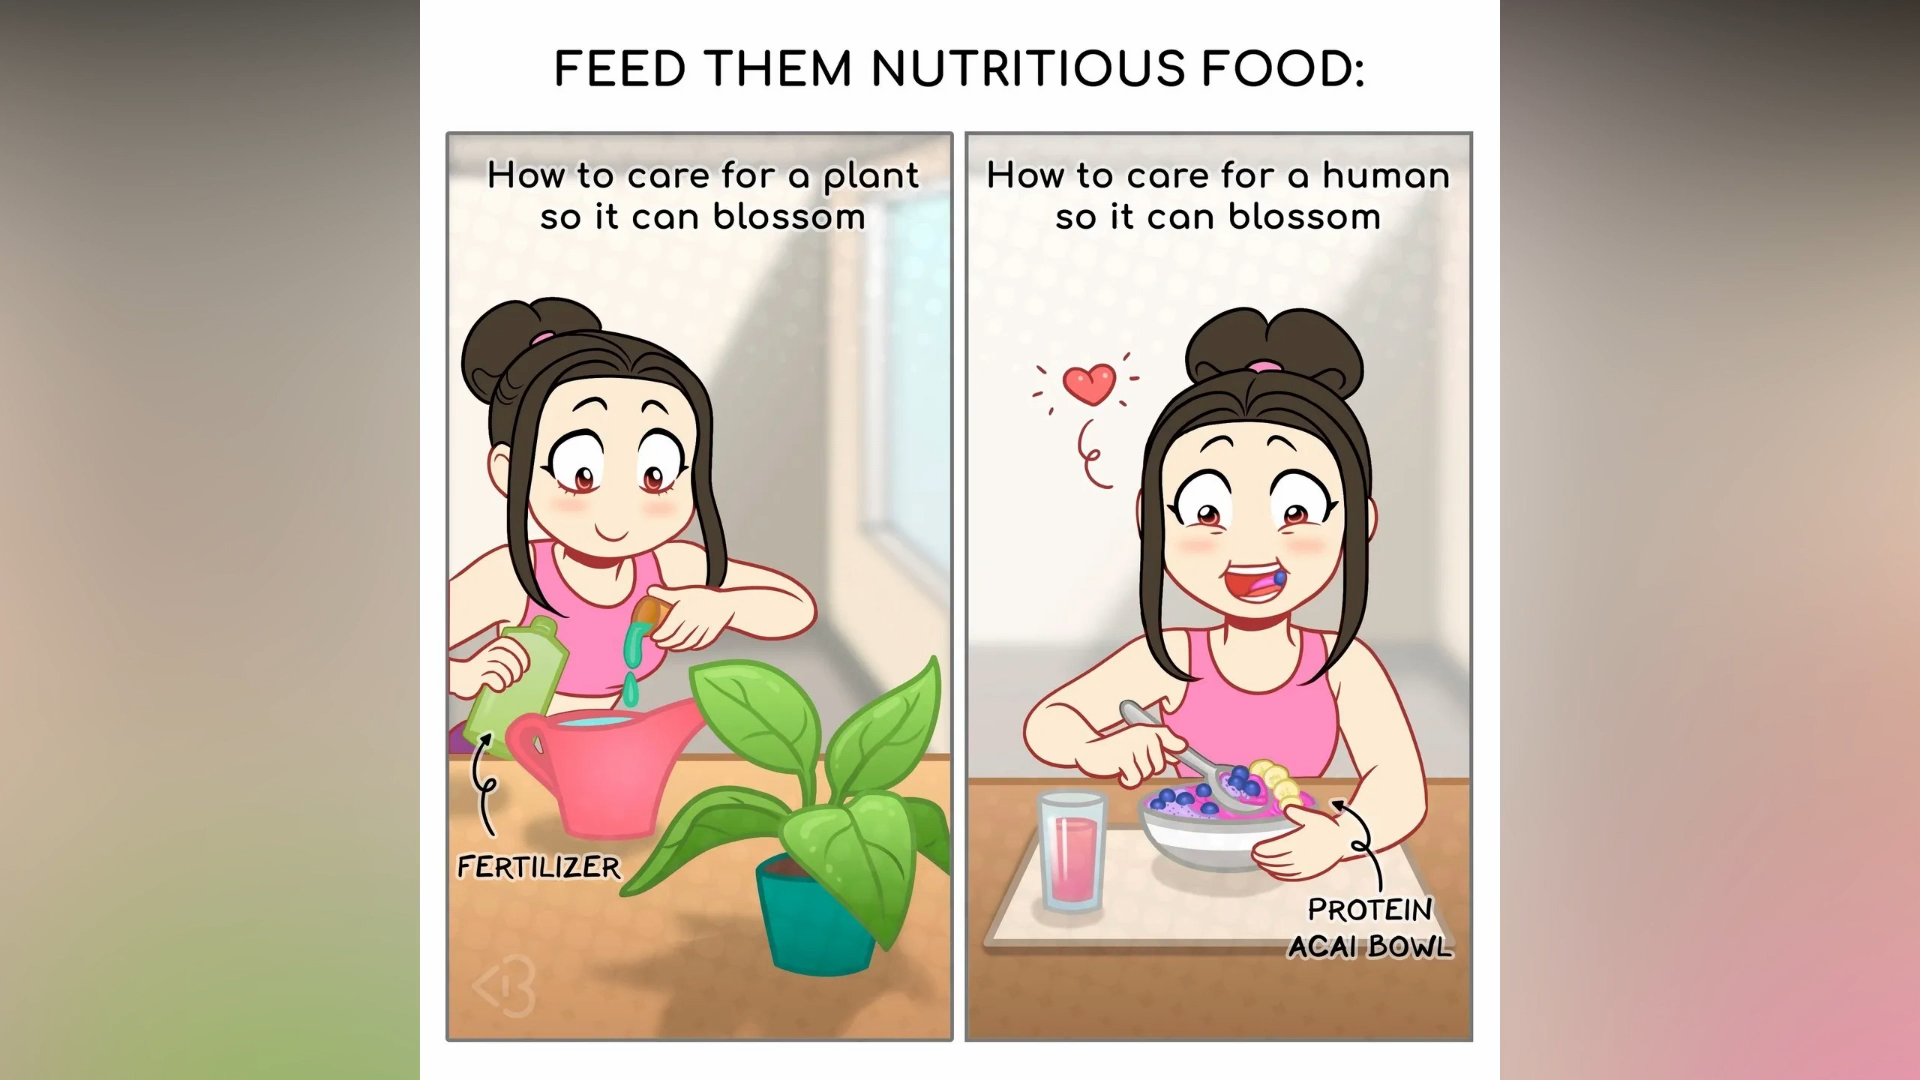 FEED THEM NUTRITIOUS FOOD:
How to care for a plant
so it can blossom
FERTILIZER
How to care for a human
so it can blossom
PROTEIN
ACAI BOWL